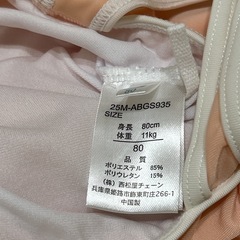 25M-ABGS935
SIZE
身長 80cm
体重 11kg
80
品質
ポリエステル 85%
ポリウレタン 15%
(株)西松屋チェーン
兵庫県姫路市飾東町庄266-1
中国製